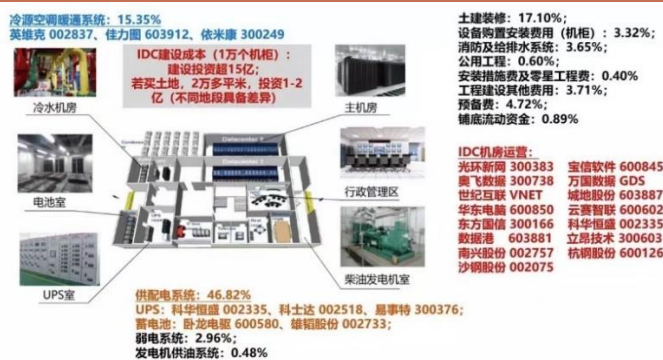 冷源空调暖通系统：15.35%
英维克 002837、佳力图 603912、依米康 300249
IDC建设成本（1万个机柜）：
建设投资超15亿；
若买土地，2万多平米，投资1-2
亿（不同地段具备差异）
冷水机房
主机房
电池室
行政管理区
UPS室
柴油发电机室
供配电系统：46.82%
UPS：科华恒盛 002335、科士达 002518、易事特 300376；
蓄电池：卧龙电驱 600580、雄韬股份 002733；
弱电系统：2.96%；
发电机供油系统：0.48%
土建装修：17.10%；
设备购置安装费用（机柜）：3.32%；
消防及给排水系统：3.65%；
公用工程：0.60%；
安装措施费及零星工程费：0.40%
工程建设其他费用：3.71%；
预备费：4.72%；
铺底流动资金：0.89%
IDC机房运营：
光环新网 300383 宝信软件 600845
奥飞数据 300738 万国数据 GDS
世纪互联 VNET 城地股份 603887
华东电脑 600850 云赛智联 600602
东方国信 300166 科华恒盛 002335
数据港 603881 立昂技术 300603
南兴股份 002757 杭钢股份 600126
沙钢股份 002075